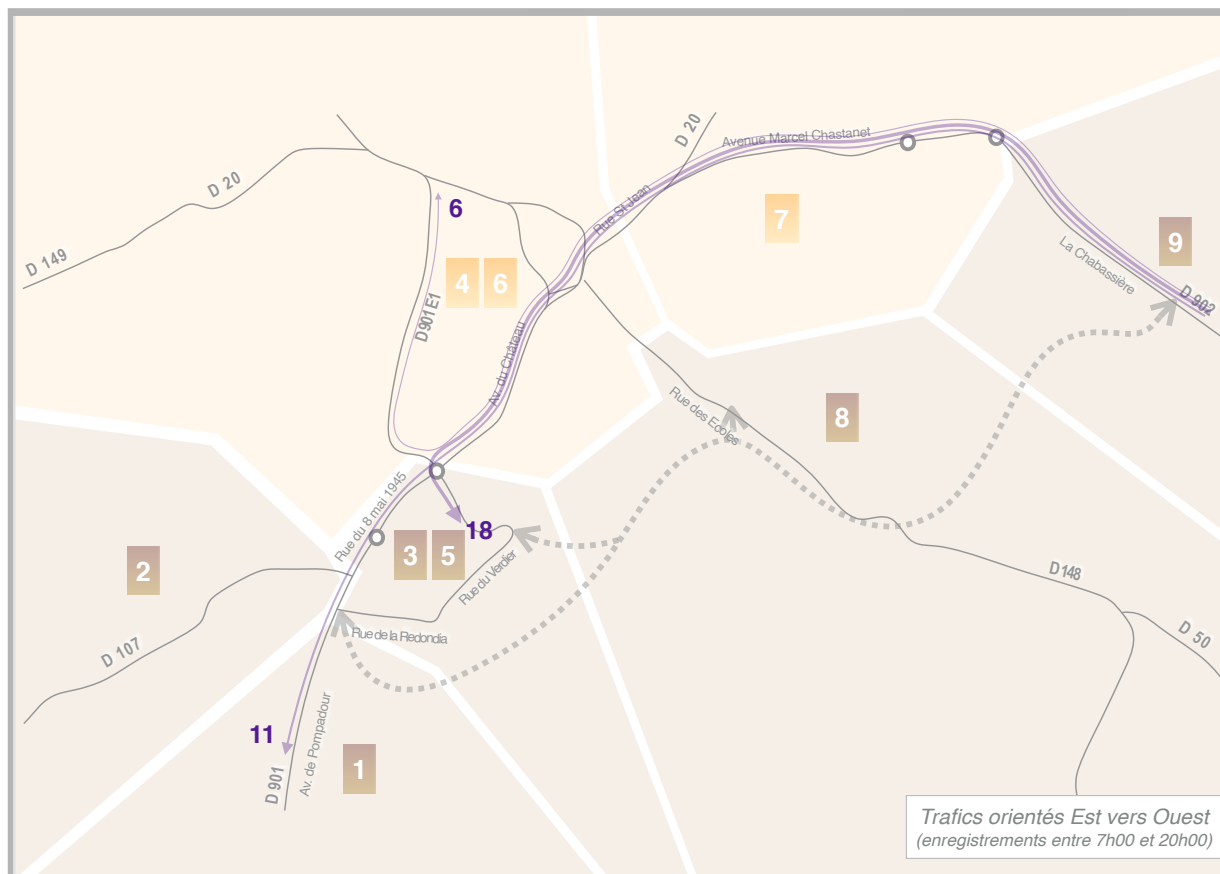 D 20
Avenue Marcel Chastanet
D 20
Rue St Jean
6
7
9
D 149
La Chabassière
4
6
D 902
D901E1
Av. du Château
Rue des Ecoles
8
Rue du 8 mai 1945
18
3
5
2
Rue du Verdier
D 148
Rue de la Redondia
D 50
D 107
11
Av. de Pompadour
1
D 901
Trafics orientés Est vers Ouest
(enregistrements entre 7h00 et 20h00)